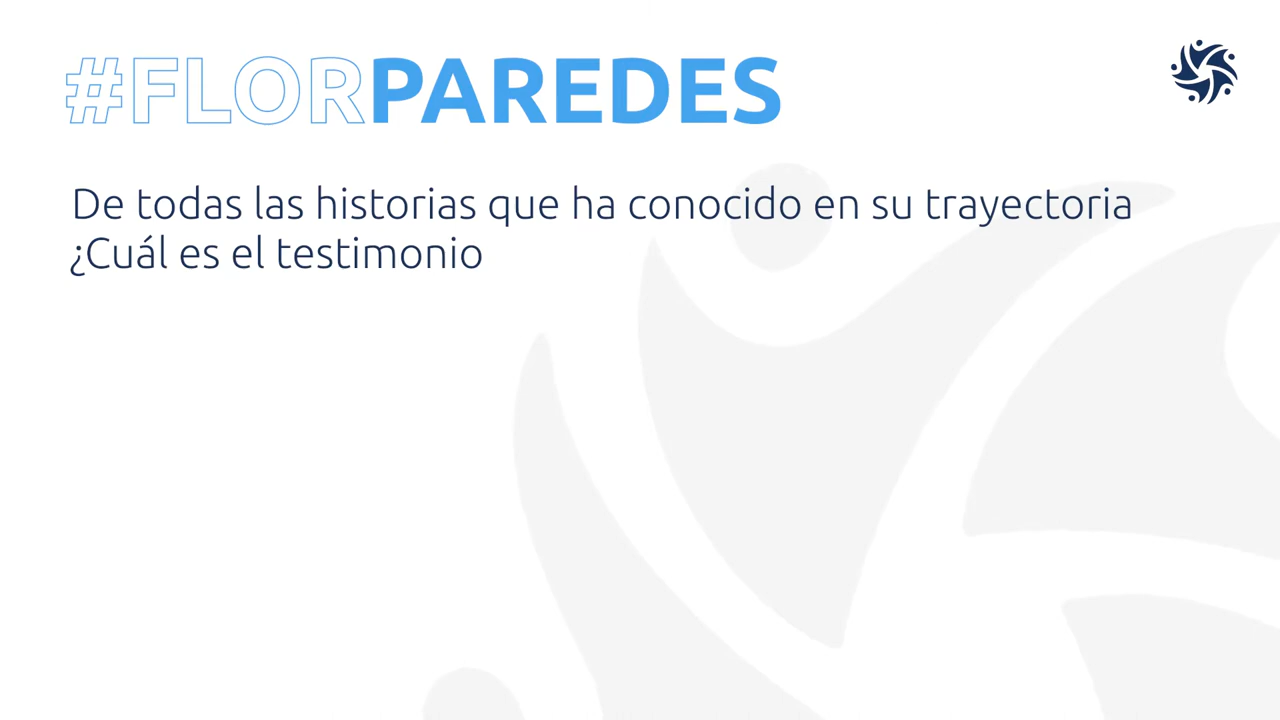 #FLORPAREDES
De todas las historias que ha conocido en su trayectoria
¿Cuál es el testimonio